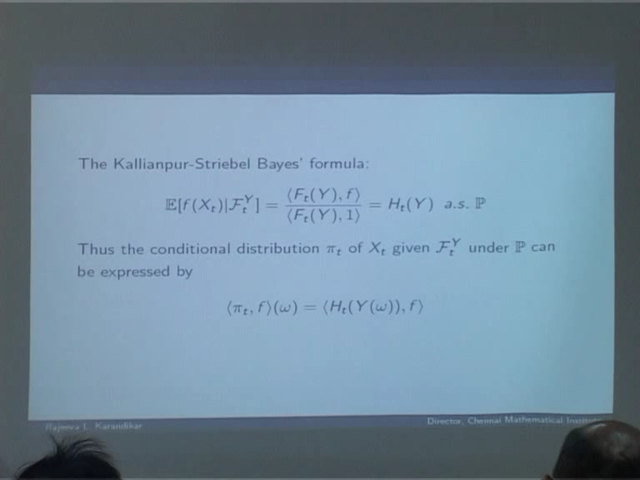 The Kallianpur-Striebel Bayes' formula:
𝔼[f(X_t)|ℱ_t^Y] = ⟨F_t(Y), f⟩ / ⟨F_t(Y), 1⟩ = H_t(Y) a.s. ℙ
Thus the conditional distribution π_t of X_t given ℱ_t^Y under ℙ can
be expressed by
⟨π_t, f⟩(ω) = ⟨H_t(Y(ω)), f⟩
Rajeeva L. Karandikar
Director, Chennai Mathematical Institute